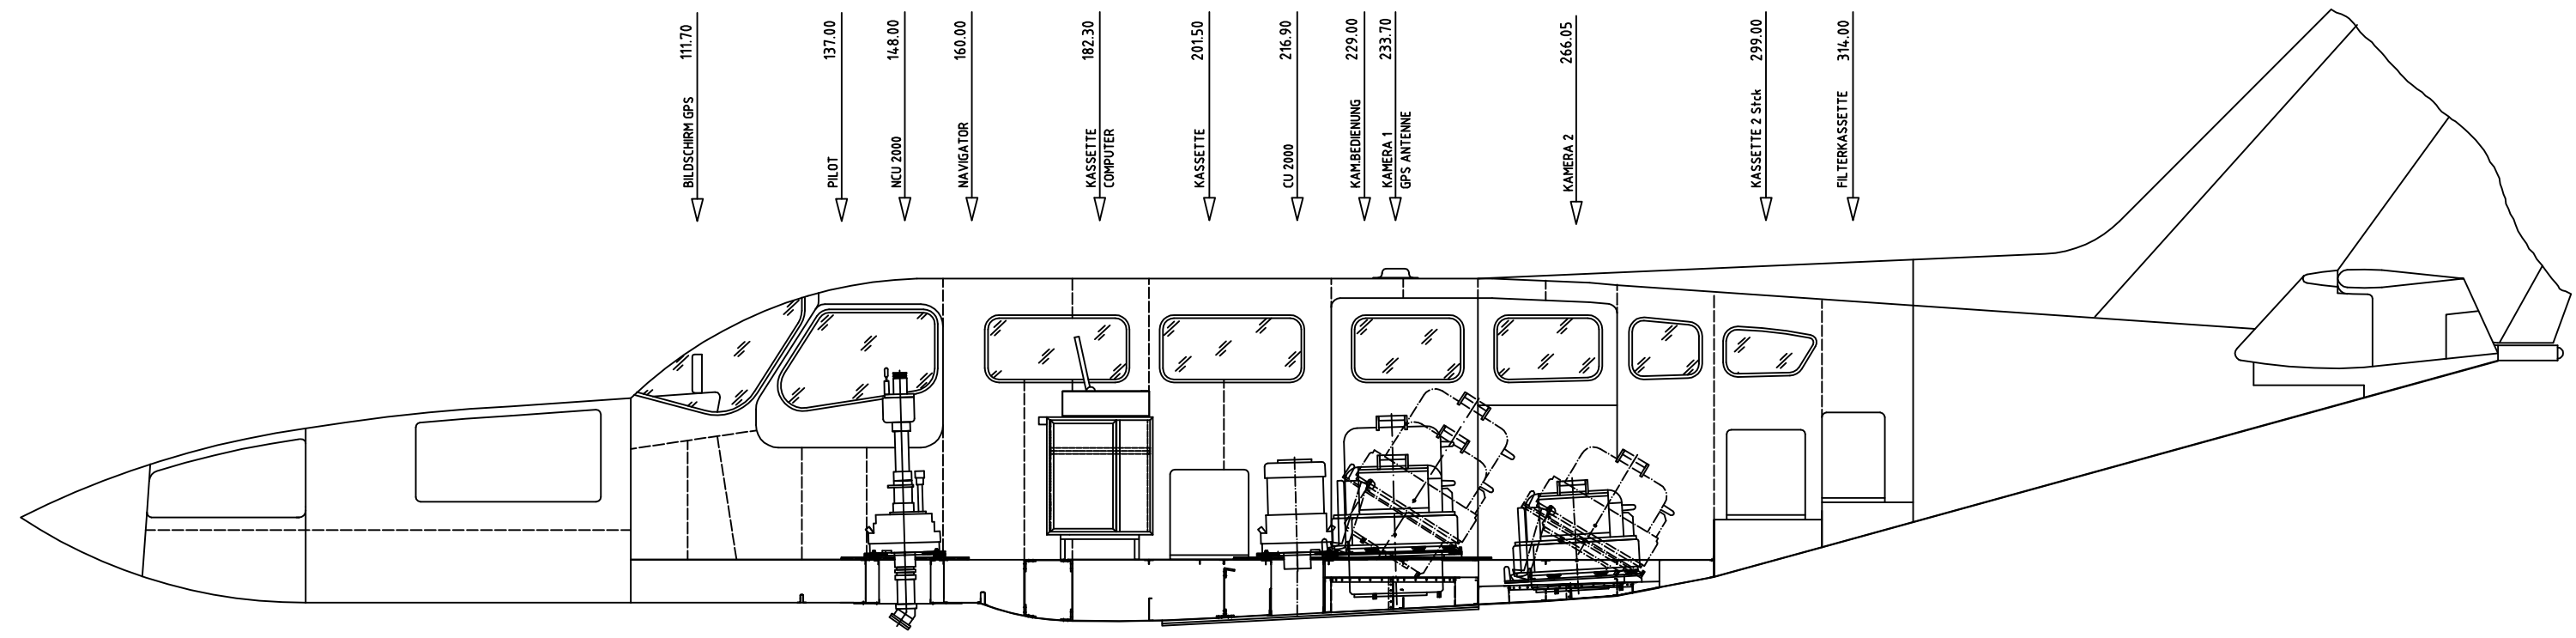 BILDSCHIRM GPS 111.70
PILOT 137.00
NCU 2000 148.00
NAVIGATOR 160.00
KASSETTE 182.30
COMPUTER
KASSETTE 201.50
CU 2000 216.90
KAM.BEDIENUNG 229.00
KAMERA 1 233.70
GPS ANTENNE
KAMERA 2 266.05
KASSETTE 2 Stck 299.00
FILTERKASSETTE 314.00